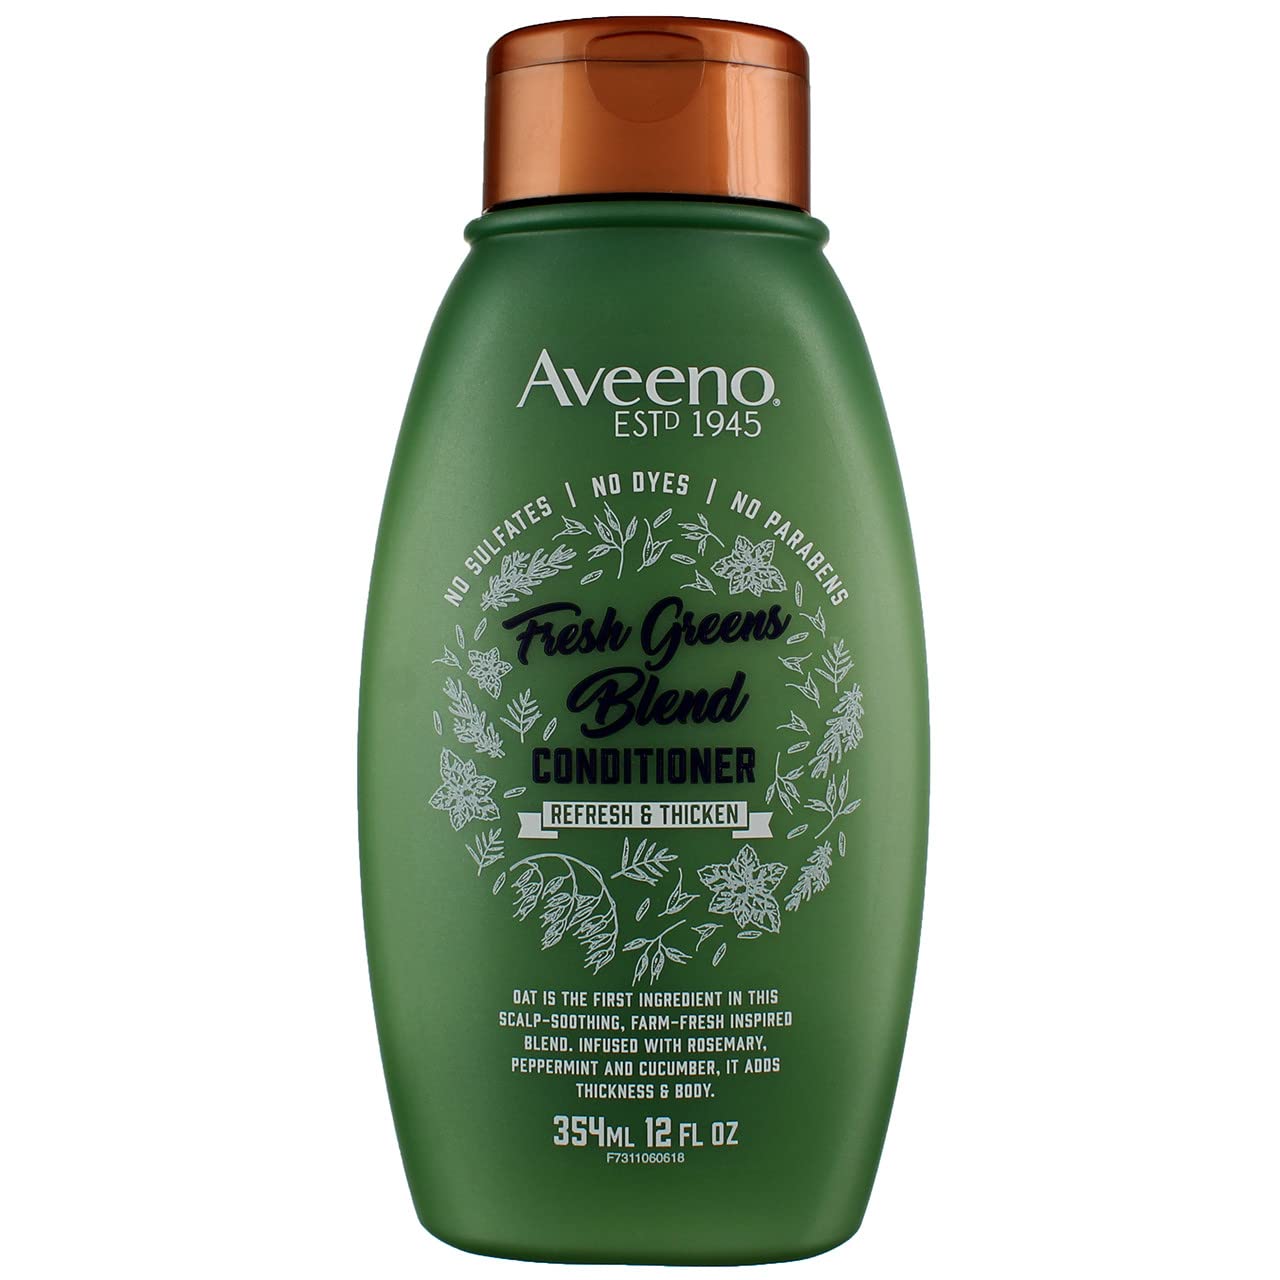 Aveeno®
ESTD 1945
NO SULFATES | NO DYES | NO PARABENS
Fresh Greens
Blend
CONDITIONER
REFRESH & THICKEN
OAT IS THE FIRST INGREDIENT IN THIS
SCALP-SOOTHING, FARM-FRESH INSPIRED
BLEND. INFUSED WITH ROSEMARY,
PEPPERMINT AND CUCUMBER, IT ADDS
THICKNESS & BODY.
354ML 12 FL OZ
F7311060618